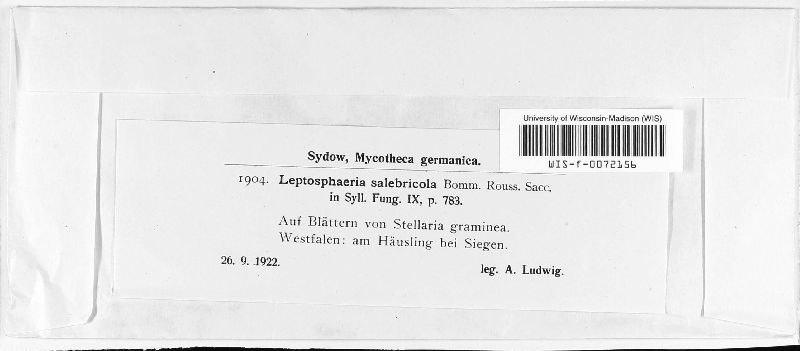 University of Wisconsin-Madison (WIS)
WIS-f-0072156
Sydow, Mycotheca germanica.
1904. Leptosphaeria salebricola Bomm. Rouss. Sacc.
in Syll. Fung. IX, p. 783.
Auf Blättern von Stellaria graminea.
Westfalen: am Häusling bei Siegen.
26. 9. 1922.
leg. A. Ludwig.